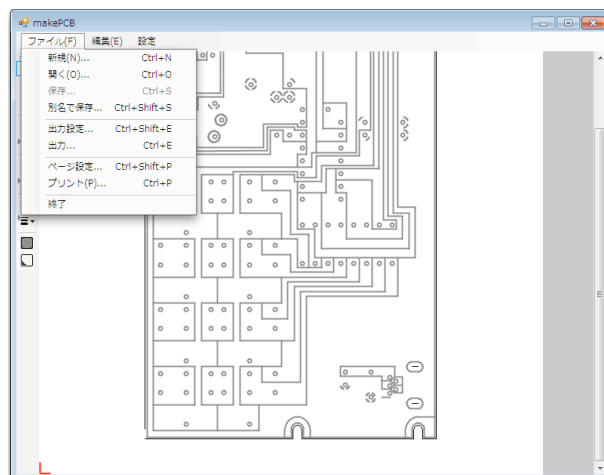 makePCB
ファイル(F) 編集(E) 設定
新規(N)... Ctrl+N
開く(O)... Ctrl+O
保存... Ctrl+S
別名で保存... Ctrl+Shift+S
出力設定... Ctrl+Shift+E
出力... Ctrl+E
ページ設定... Ctrl+Shift+P
プリント(P)... Ctrl+P
終了